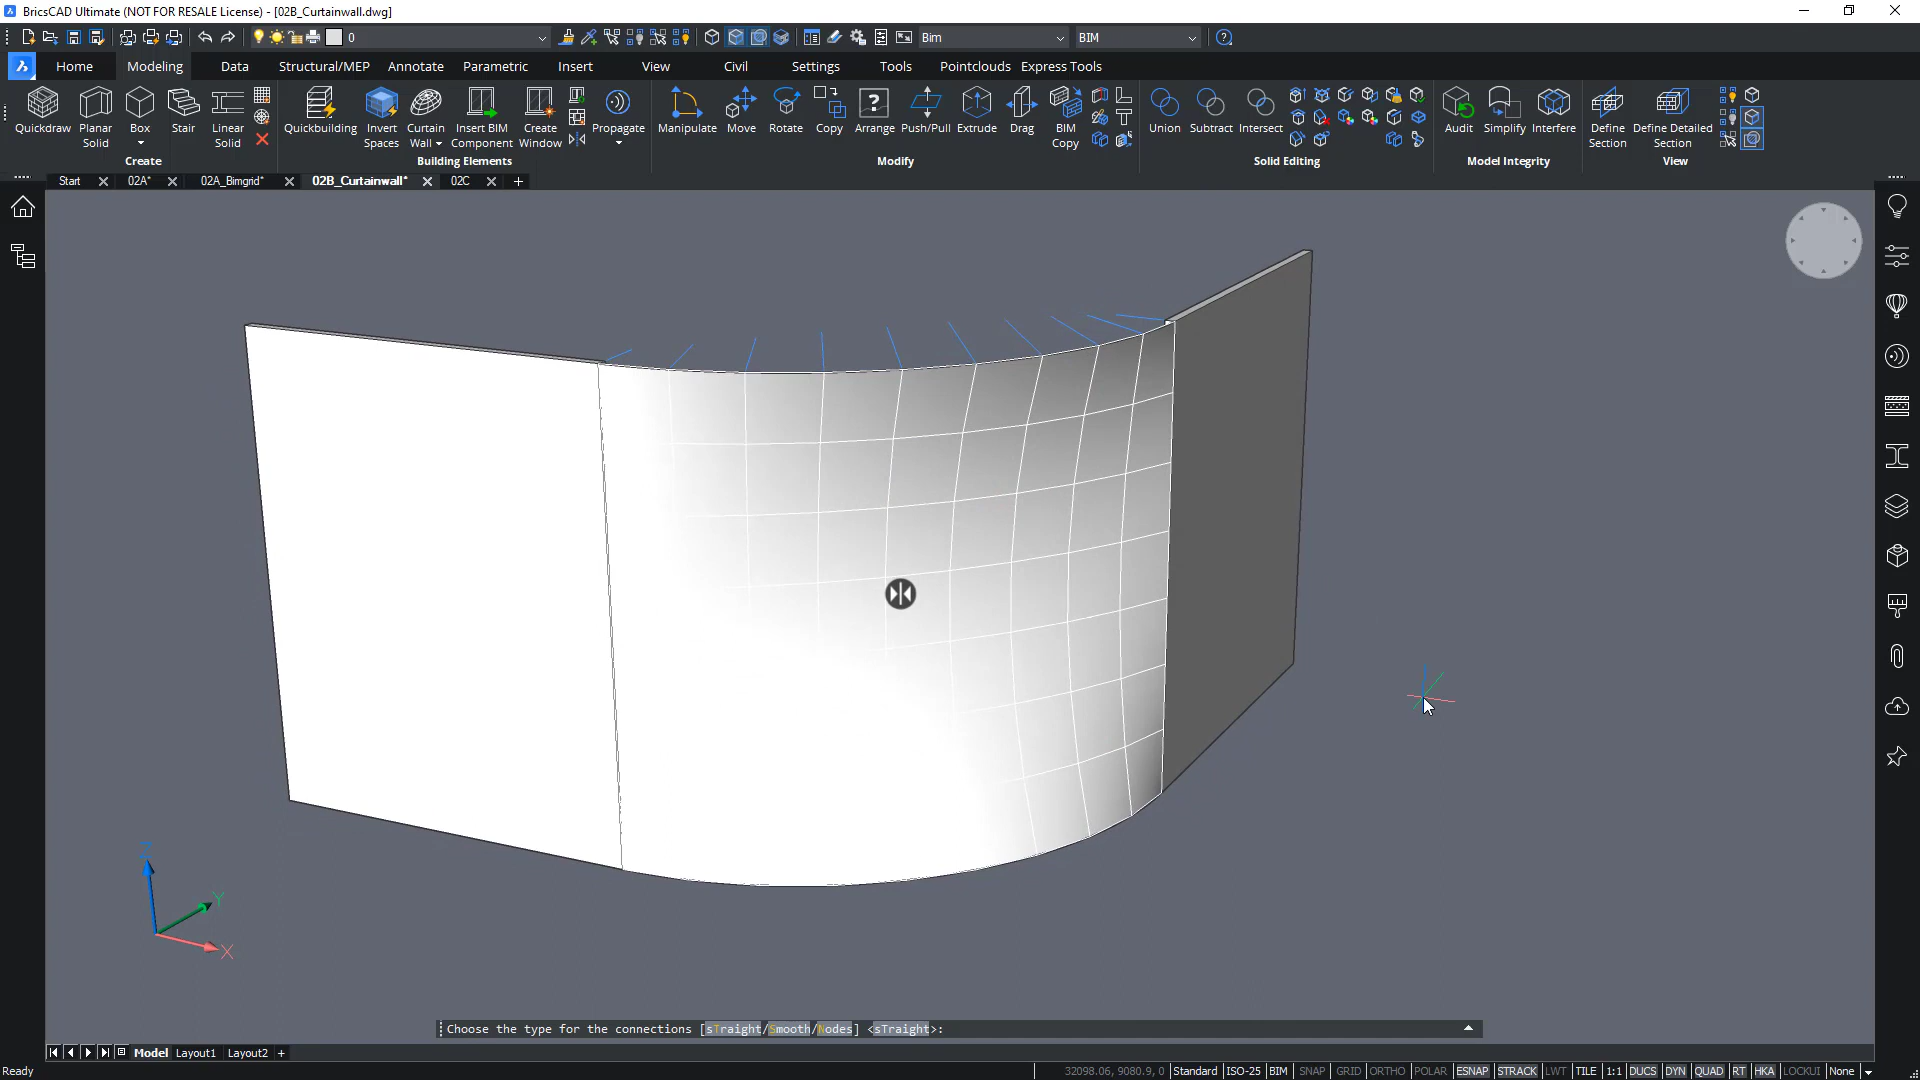 BricsCAD Ultimate (NOT FOR RESALE License) - [02B_Curtainwall.dwg]
0
Bim
BIM
Home
Modeling
Data
Structural/MEP
Annotate
Parametric
Insert
View
Civil
Settings
Tools
Pointclouds
Express Tools
Quickdraw
Planar
Solid
Box
Stair
Linear
Solid
Create
Quickbuilding
Invert
Spaces
Curtain
Wall
Insert BIM
Component
Create
Window
Propagate
Building Elements
Manipulate
Move
Rotate
Copy
Arrange
Push/Pull
Extrude
Drag
BIM
Copy
Modify
Union
Subtract
Intersect
Solid Editing
Audit
Simplify
Interfere
Model Integrity
Define
Section
Define Detailed
Section
View
Start
02A*
02A_Bimgrid*
02B_Curtainwall*
02C
Z
Y
X
Choose the type for the connections [sTraight/Smooth/Nodes] <sTraight>:
Model
Layout1
Layout2
Ready
32098.06, 9080.9, 0
Standard
ISO-25
BIM
SNAP
GRID
ORTHO
POLAR
ESNAP
STRACK
LWT
TILE
1:1
DUCS
DYN
QUAD
RT
HKA
LOCKUI
None